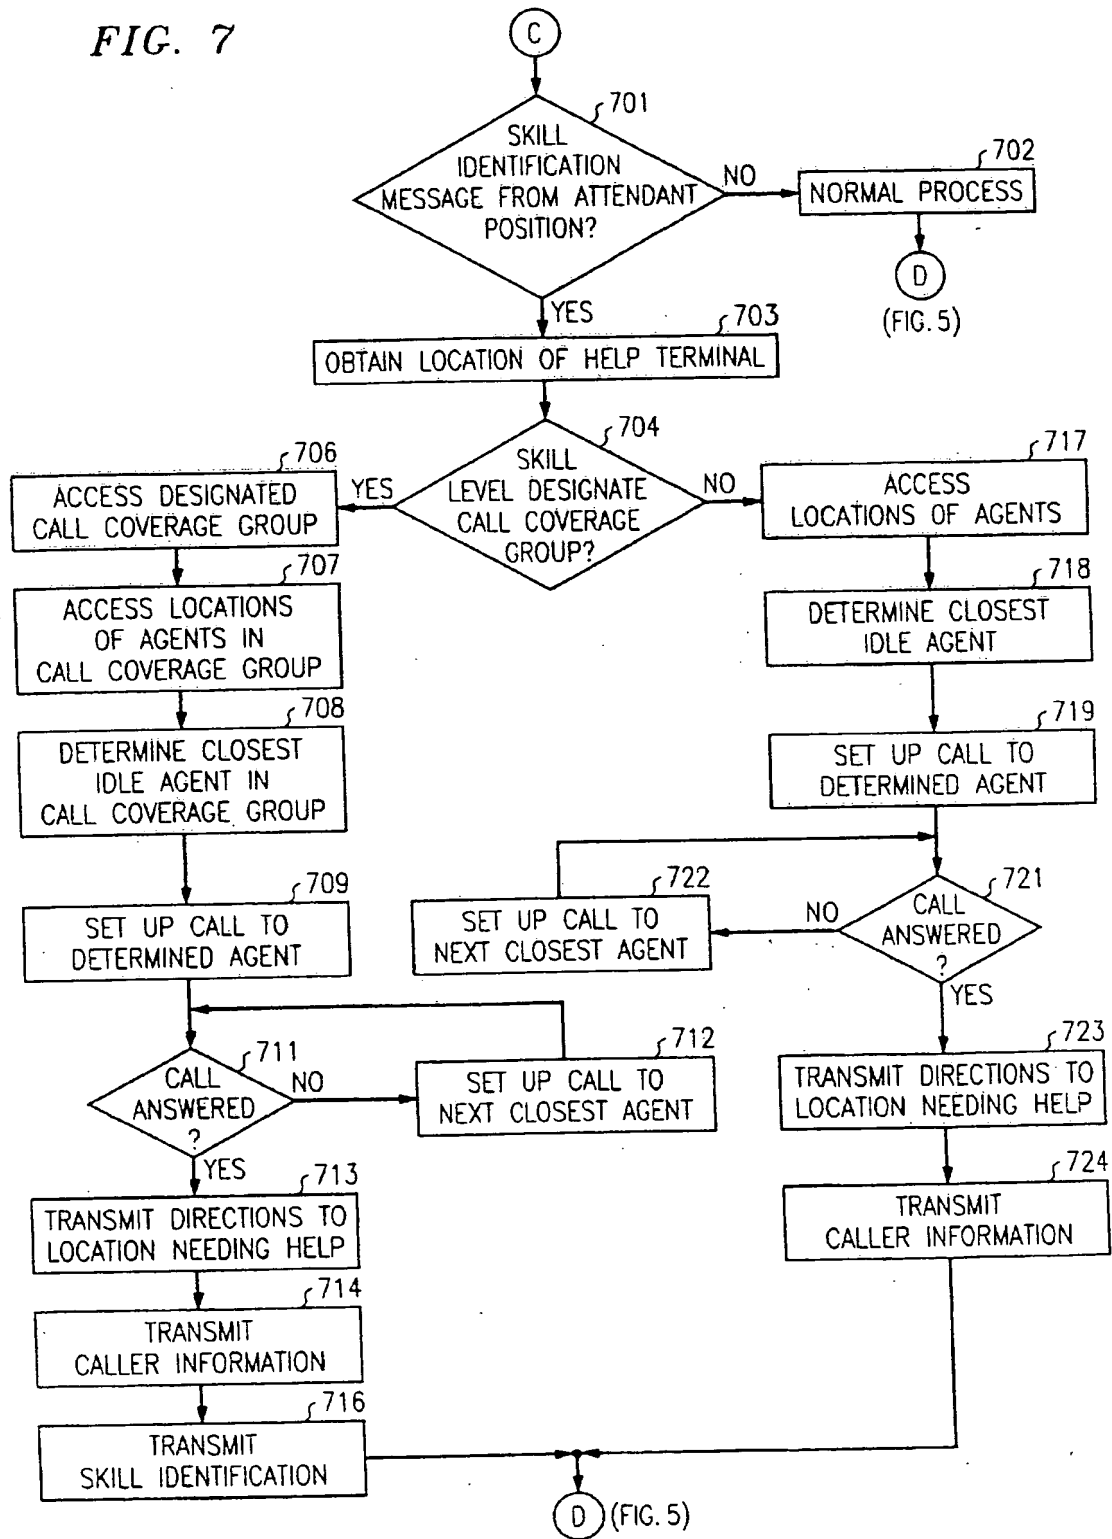 FIG. 7
C
701
SKILL
IDENTIFICATION
MESSAGE FROM ATTENDANT
POSITION?
NO
702
NORMAL PROCESS
D
(FIG. 5)
YES
703
OBTAIN LOCATION OF HELP TERMINAL
704
SKILL
LEVEL DESIGNATE
CALL COVERAGE
GROUP?
YES
706
ACCESS DESIGNATED
CALL COVERAGE GROUP
707
ACCESS LOCATIONS
OF AGENTS IN
CALL COVERAGE GROUP
708
DETERMINE CLOSEST
IDLE AGENT IN
CALL COVERAGE GROUP
709
SET UP CALL TO
DETERMINED AGENT
711
CALL
ANSWERED
?
NO
712
SET UP CALL TO
NEXT CLOSEST AGENT
YES
713
TRANSMIT DIRECTIONS TO
LOCATION NEEDING HELP
714
TRANSMIT
CALLER INFORMATION
716
TRANSMIT
SKILL IDENTIFICATION
NO
717
ACCESS
LOCATIONS OF AGENTS
718
DETERMINE CLOSEST
IDLE AGENT
719
SET UP CALL TO
DETERMINED AGENT
721
CALL
ANSWERED
?
NO
722
SET UP CALL TO
NEXT CLOSEST AGENT
YES
723
TRANSMIT DIRECTIONS TO
LOCATION NEEDING HELP
724
TRANSMIT
CALLER INFORMATION
D
(FIG. 5)